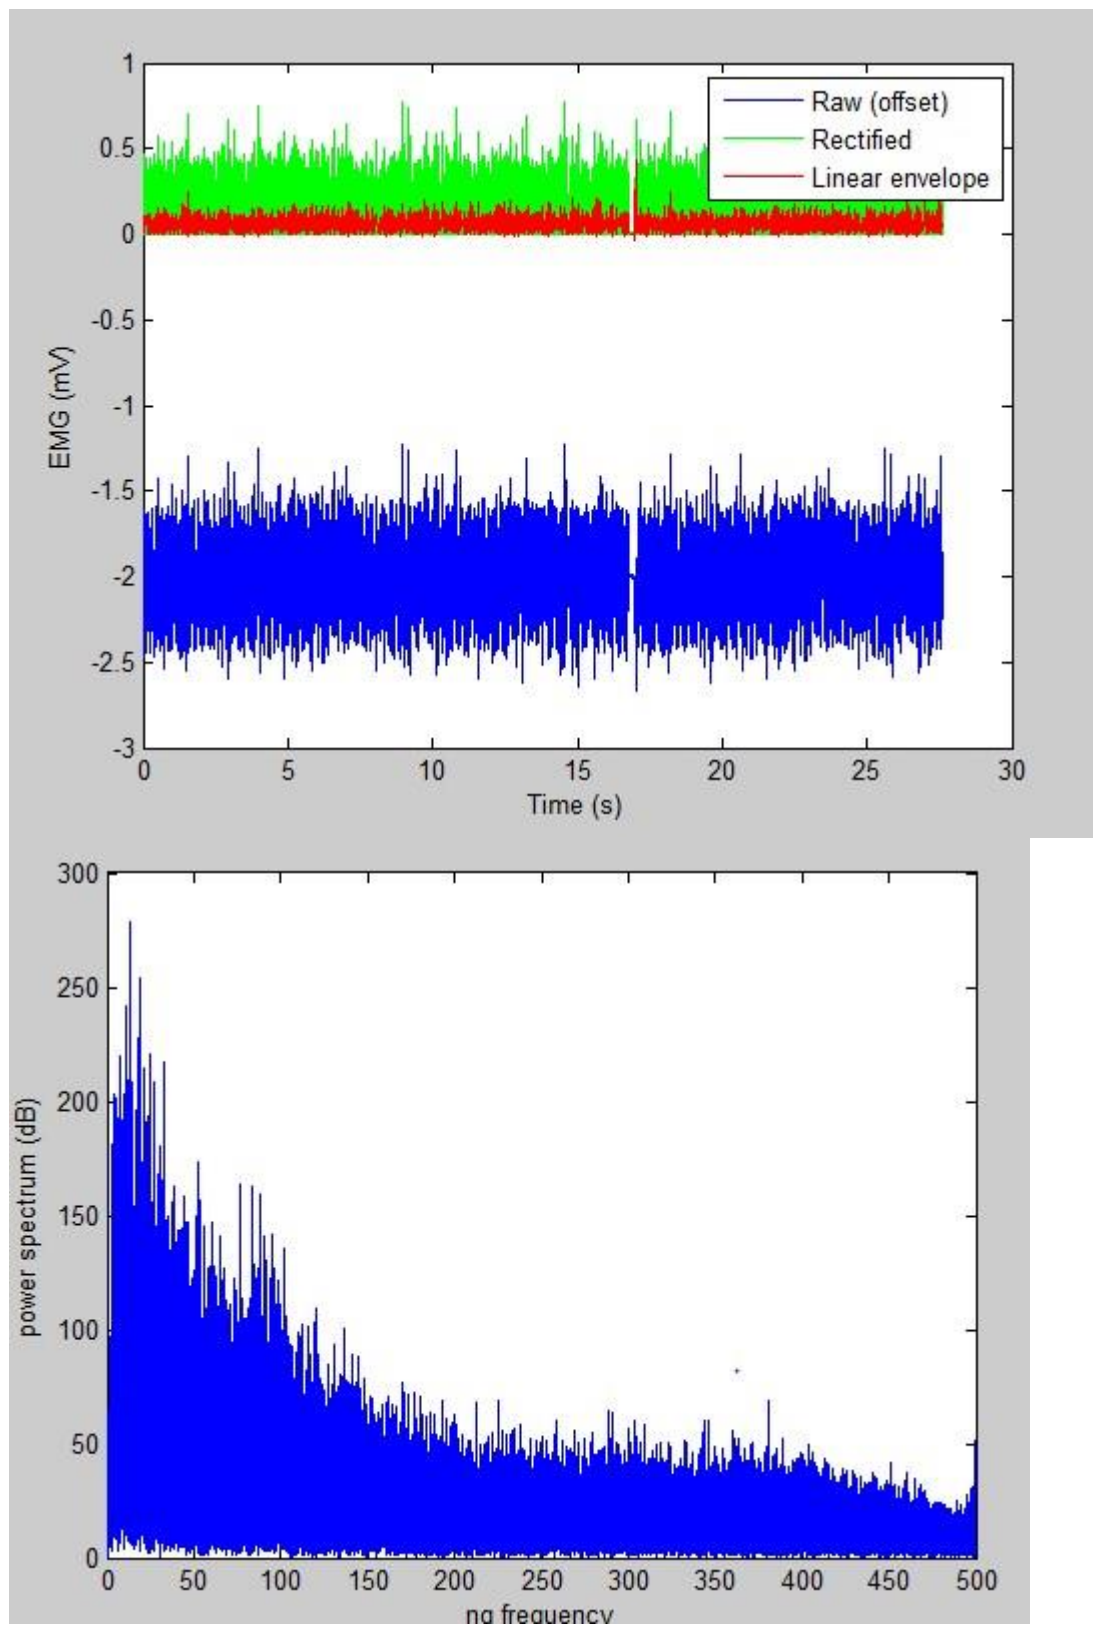 1
0.5
0
-0.5
-1
-1.5
-2
-2.5
-3
EMG (mV)
Raw (offset)
Rectified
Linear envelope
0 5 10 15 20 25 30
Time (s)
300
250
200
150
100
50
0
power spectrum (dB)
0 50 100 150 200 250 300 350 400 450 500
ng frequency